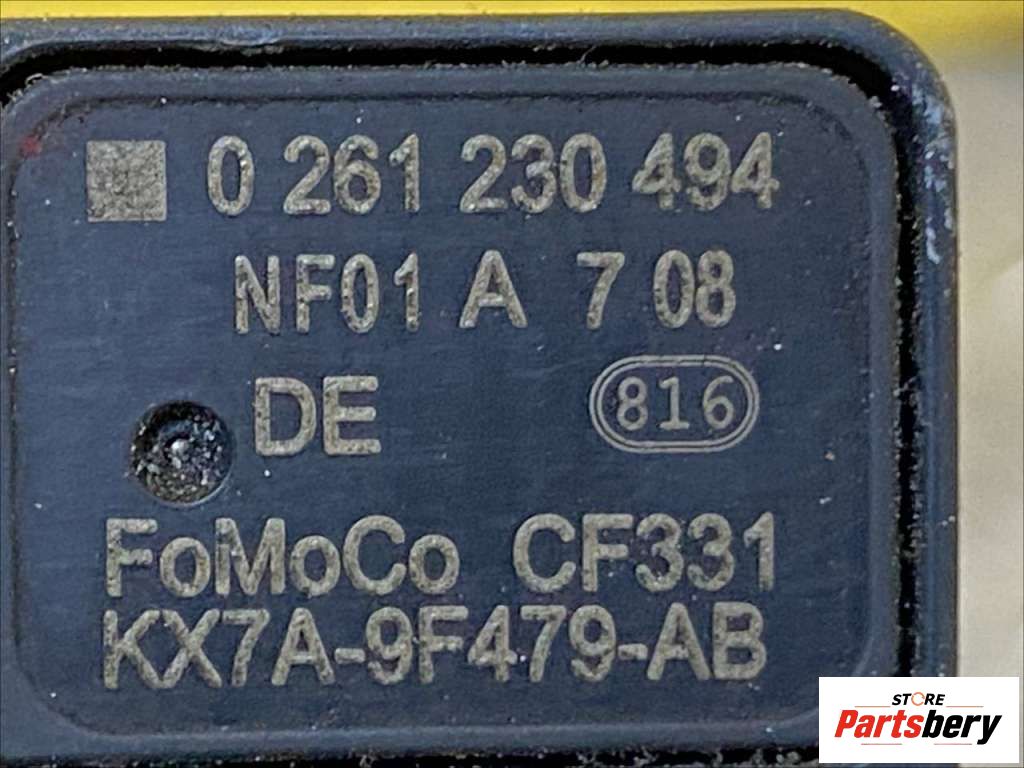 0 261 230 494
NF01 A 7 08
DE 816
FoMoCo CF331
KX7A-9F479-AB
STORE
Partsbery